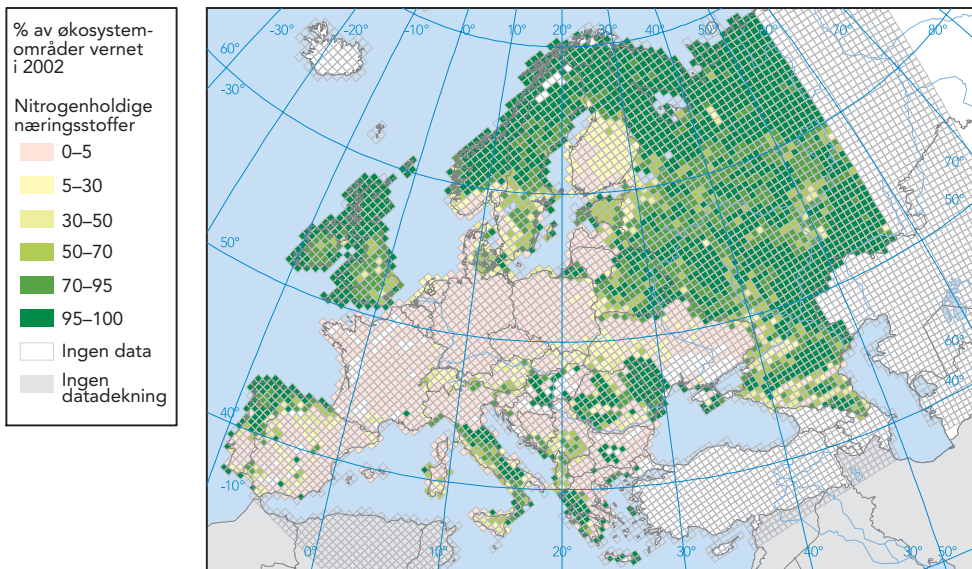 % av økosystem-
områder vernet
i 2002
Nitrogenholdige
næringsstoffer
0–5
5–30
30–50
50–70
70–95
95–100
Ingen data
Ingen
datadekning
-30° -20° -10° 0° 10° 20° 30° 40° 50° 60° 70° 80°
60°
-30°
50°
40°
-10°
70°
50°
60°
40°
0° 10° 20° 30° 40° 30° 50°